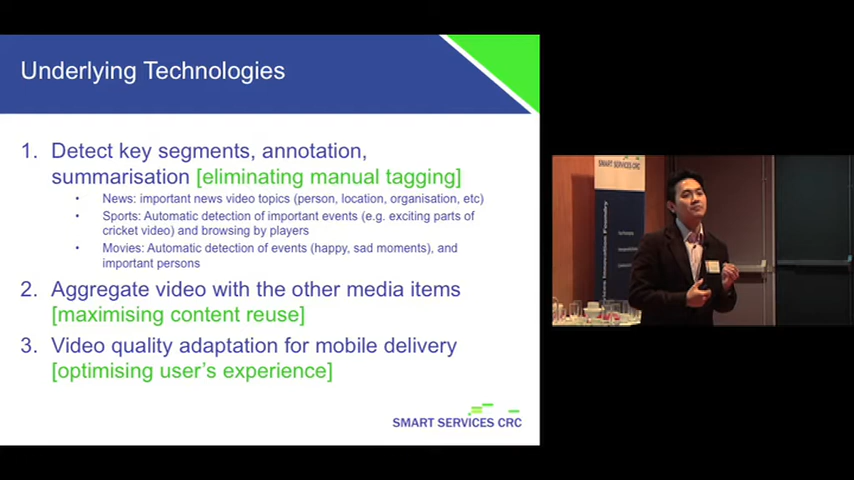 Underlying Technologies
1. Detect key segments, annotation,
summarisation [eliminating manual tagging]
• News: important news video topics (person, location, organisation, etc)
• Sports: Automatic detection of important events (e.g. exciting parts of
cricket video) and browsing by players
• Movies: Automatic detection of events (happy, sad moments), and
important persons
2. Aggregate video with the other media items
[maximising content reuse]
3. Video quality adaptation for mobile delivery
[optimising user's experience]
SMART SERVICES CRC
SMART SERVICES CRC
Services Innovation Foundry